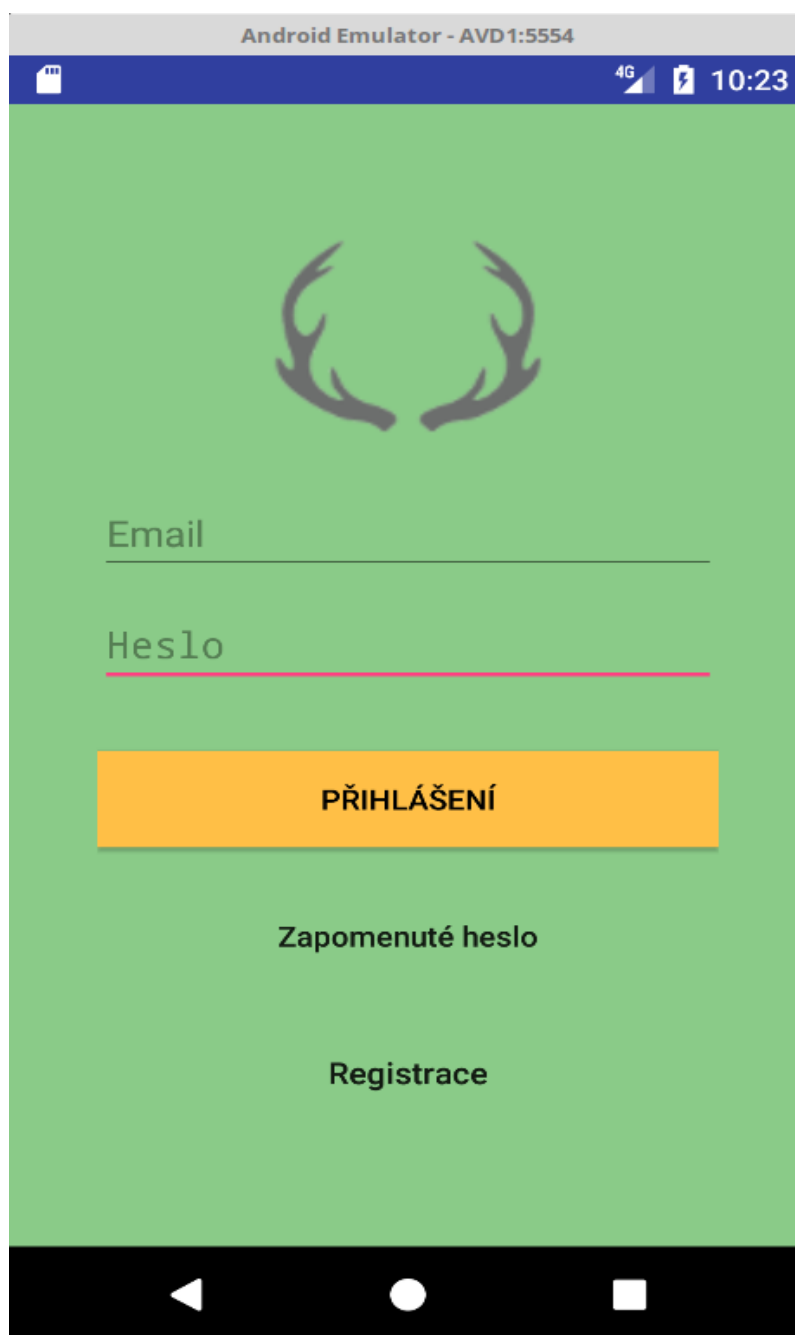 Android Emulator - AVD1:5554
4G 10:23
Email
Heslo
PŘIHLÁŠENÍ
Zapomenuté heslo
Registrace